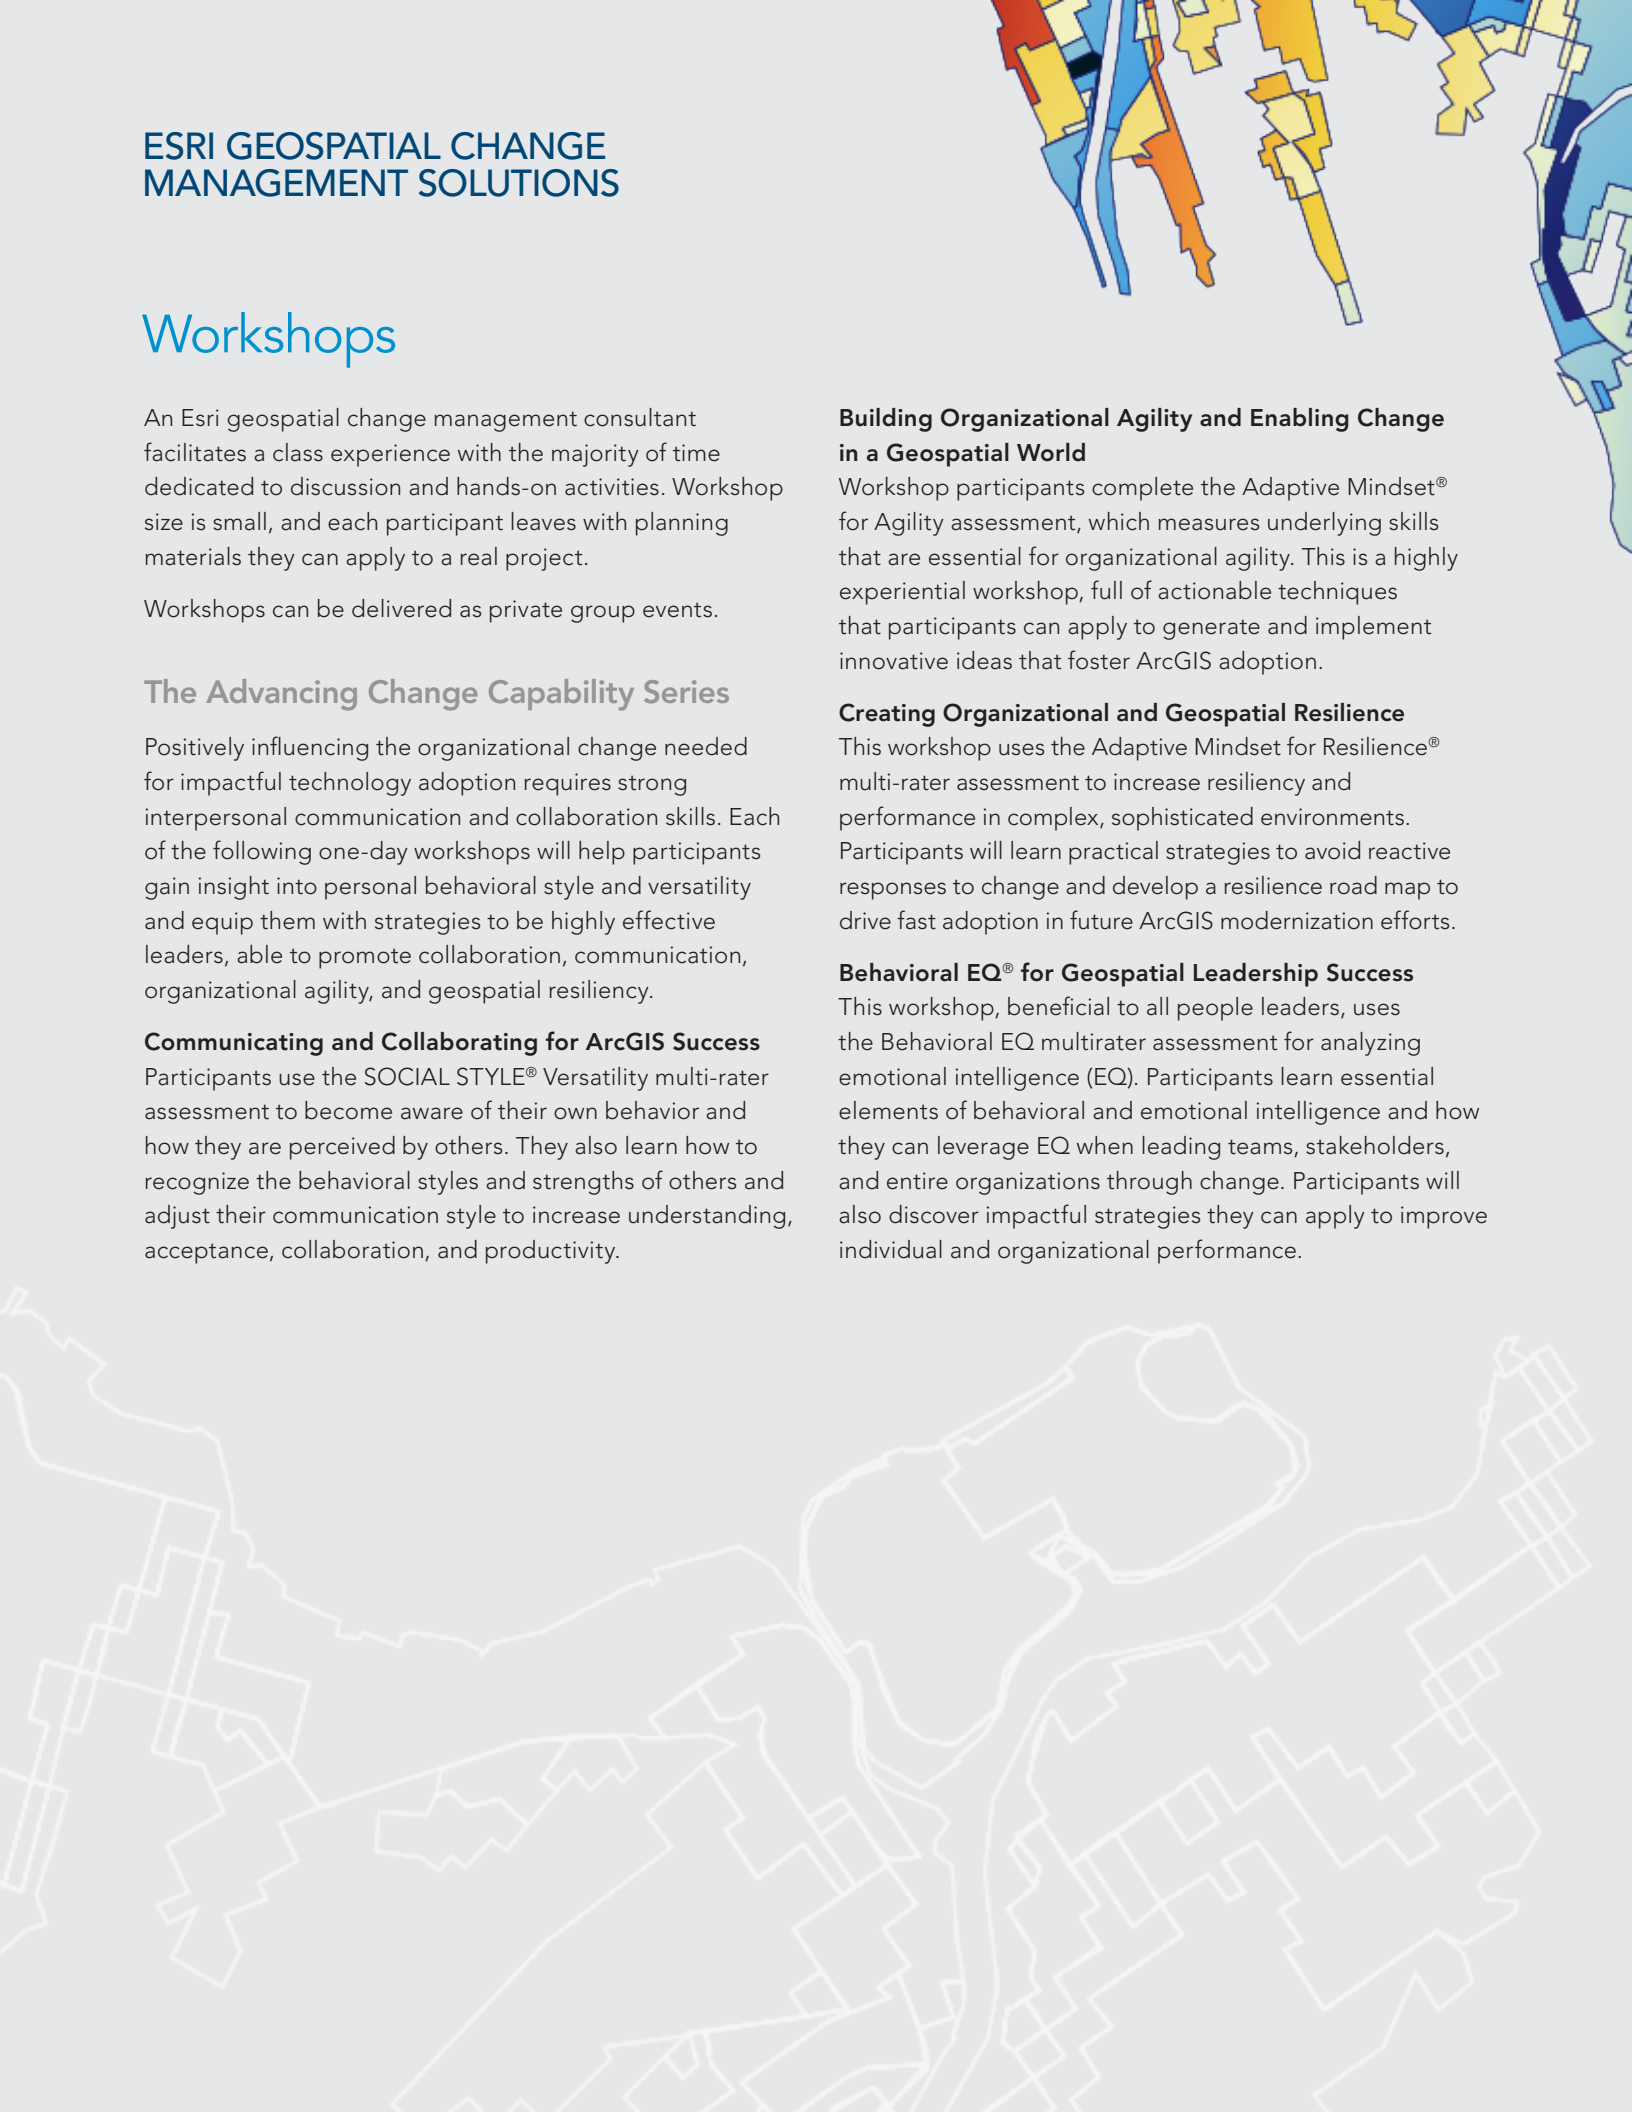 ESRI GEOSPATIAL CHANGE
MANAGEMENT SOLUTIONS
Workshops
An Esri geospatial change management consultant
facilitates a class experience with the majority of time
dedicated to discussion and hands-on activities. Workshop
size is small, and each participant leaves with planning
materials they can apply to a real project.
Workshops can be delivered as private group events.
The Advancing Change Capability Series
Positively influencing the organizational change needed
for impactful technology adoption requires strong
interpersonal communication and collaboration skills. Each
of the following one-day workshops will help participants
gain insight into personal behavioral style and versatility
and equip them with strategies to be highly effective
leaders, able to promote collaboration, communication,
organizational agility, and geospatial resiliency.
Communicating and Collaborating for ArcGIS Success
Participants use the SOCIAL STYLE® Versatility multi-rater
assessment to become aware of their own behavior and
how they are perceived by others. They also learn how to
recognize the behavioral styles and strengths of others and
adjust their communication style to increase understanding,
acceptance, collaboration, and productivity.
Building Organizational Agility and Enabling Change
in a Geospatial World
Workshop participants complete the Adaptive Mindset®
for Agility assessment, which measures underlying skills
that are essential for organizational agility. This is a highly
experiential workshop, full of actionable techniques
that participants can apply to generate and implement
innovative ideas that foster ArcGIS adoption.
Creating Organizational and Geospatial Resilience
This workshop uses the Adaptive Mindset for Resilience®
multi-rater assessment to increase resiliency and
performance in complex, sophisticated environments.
Participants will learn practical strategies to avoid reactive
responses to change and develop a resilience road map to
drive fast adoption in future ArcGIS modernization efforts.
Behavioral EQ® for Geospatial Leadership Success
This workshop, beneficial to all people leaders, uses
the Behavioral EQ multirater assessment for analyzing
emotional intelligence (EQ). Participants learn essential
elements of behavioral and emotional intelligence and how
they can leverage EQ when leading teams, stakeholders,
and entire organizations through change. Participants will
also discover impactful strategies they can apply to improve
individual and organizational performance.